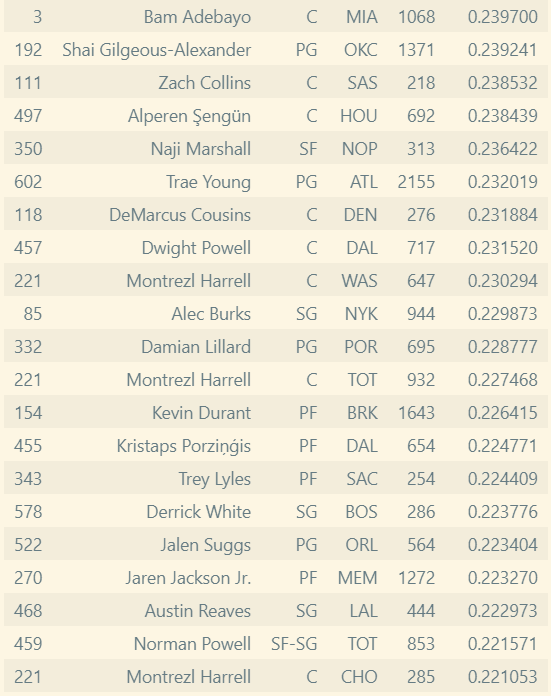 3 Bam Adebayo C MIA 1068 0.239700
192 Shai Gilgeous-Alexander PG OKC 1371 0.239241
111 Zach Collins C SAS 218 0.238532
497 Alperen Şengün C HOU 692 0.238439
350 Naji Marshall SF NOP 313 0.236422
602 Trae Young PG ATL 2155 0.232019
118 DeMarcus Cousins C DEN 276 0.231884
457 Dwight Powell C DAL 717 0.231520
221 Montrezl Harrell C WAS 647 0.230294
85 Alec Burks SG NYK 944 0.229873
332 Damian Lillard PG POR 695 0.228777
221 Montrezl Harrell C TOT 932 0.227468
154 Kevin Durant PF BRK 1643 0.226415
455 Kristaps Porziņģis PF DAL 654 0.224771
343 Trey Lyles PF SAC 254 0.224409
578 Derrick White SG BOS 286 0.223776
522 Jalen Suggs PG ORL 564 0.223404
270 Jaren Jackson Jr. PF MEM 1272 0.223270
468 Austin Reaves SG LAL 444 0.222973
459 Norman Powell SF-SG TOT 853 0.221571
221 Montrezl Harrell C CHO 285 0.221053